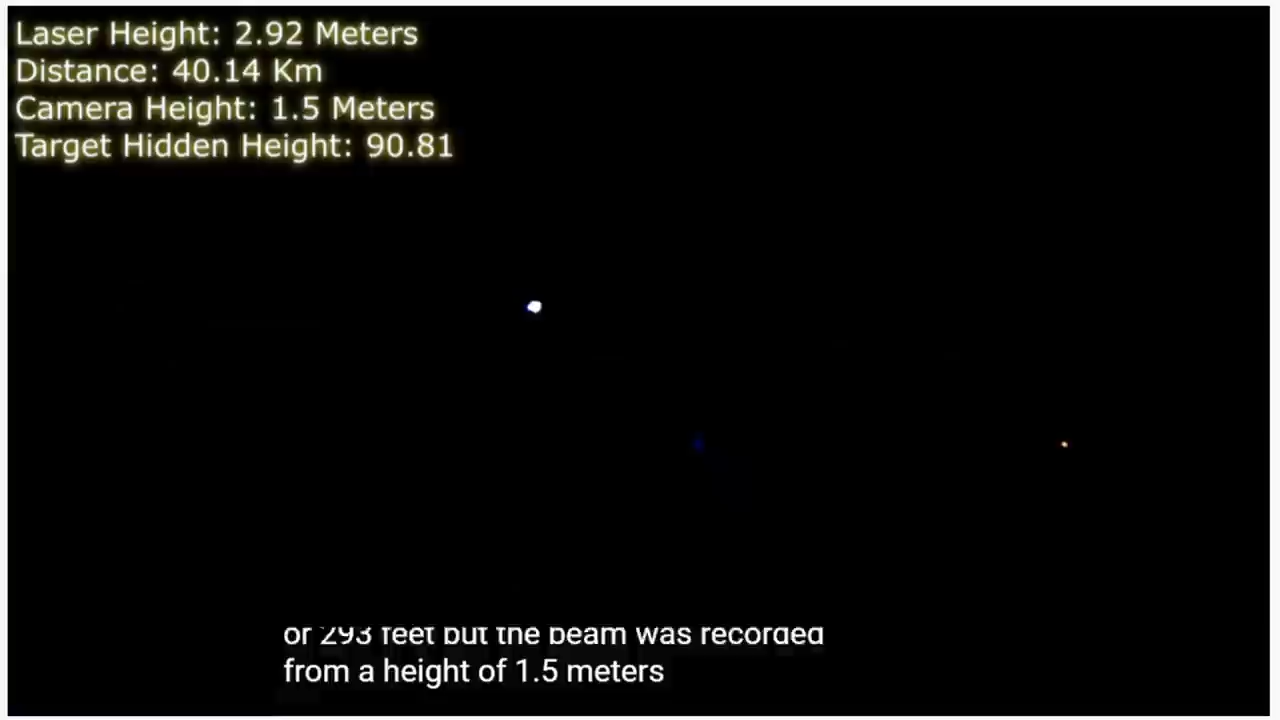 Laser Height: 2.92 Meters
Distance: 40.14 Km
Camera Height: 1.5 Meters
Target Hidden Height: 90.81
or 293 feet but the beam was recorded
from a height of 1.5 meters